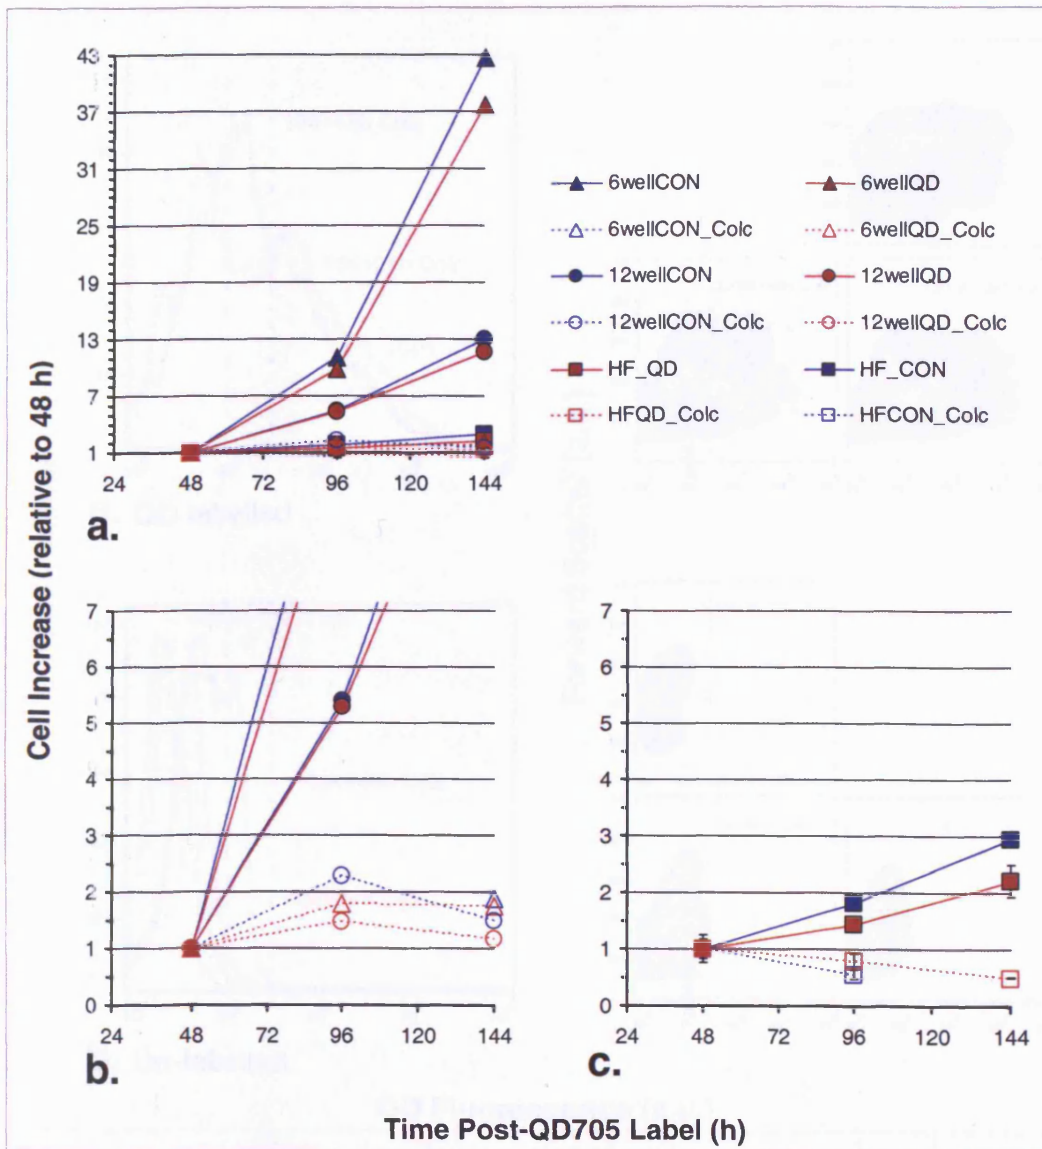 43
37
31
25
19
13
7
1
24 48 72 96 120 144
a.
6wellCON
6wellQD
6wellCON_Colc
6wellQD_Colc
12wellCON
12wellQD
12wellCON_Colc
12wellQD_Colc
HF_QD
HF_CON
HFQD_Colc
HFCON_Colc
Cell Increase (relative to 48 h)
7
6
5
4
3
2
1
0
24 48 72 96 120 144
b.
7
6
5
4
3
2
1
0
24 48 72 96 120 144
c.
Time Post-QD705 Label (h)